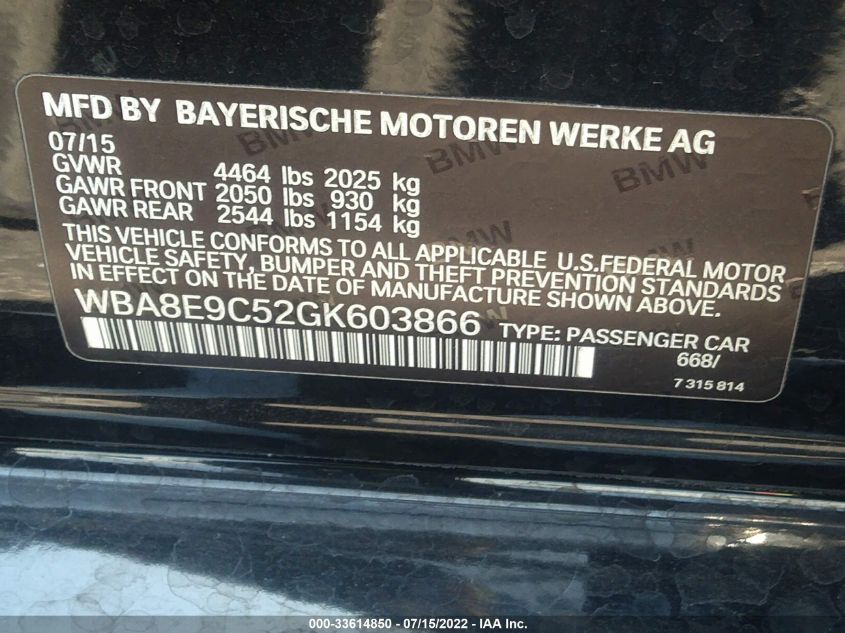 MFD BY BAYERISCHE MOTOREN WERKE AG
07/15
GVWR 4464 lbs 2025 kg
GAWR FRONT 2050 lbs 930 kg
GAWR REAR 2544 lbs 1154 kg
THIS VEHICLE CONFORMS TO ALL APPLICABLE U.S.FEDERAL MOTOR
VEHICLE SAFETY, BUMPER AND THEFT PREVENTION STANDARDS
IN EFFECT ON THE DATE OF MANUFACTURE SHOWN ABOVE.
WBA8E9C52GK603866 TYPE: PASSENGER CAR
668/
7 315 814
BMW
BMW
BMW
000-33614850 - 07/15/2022 - IAA Inc.